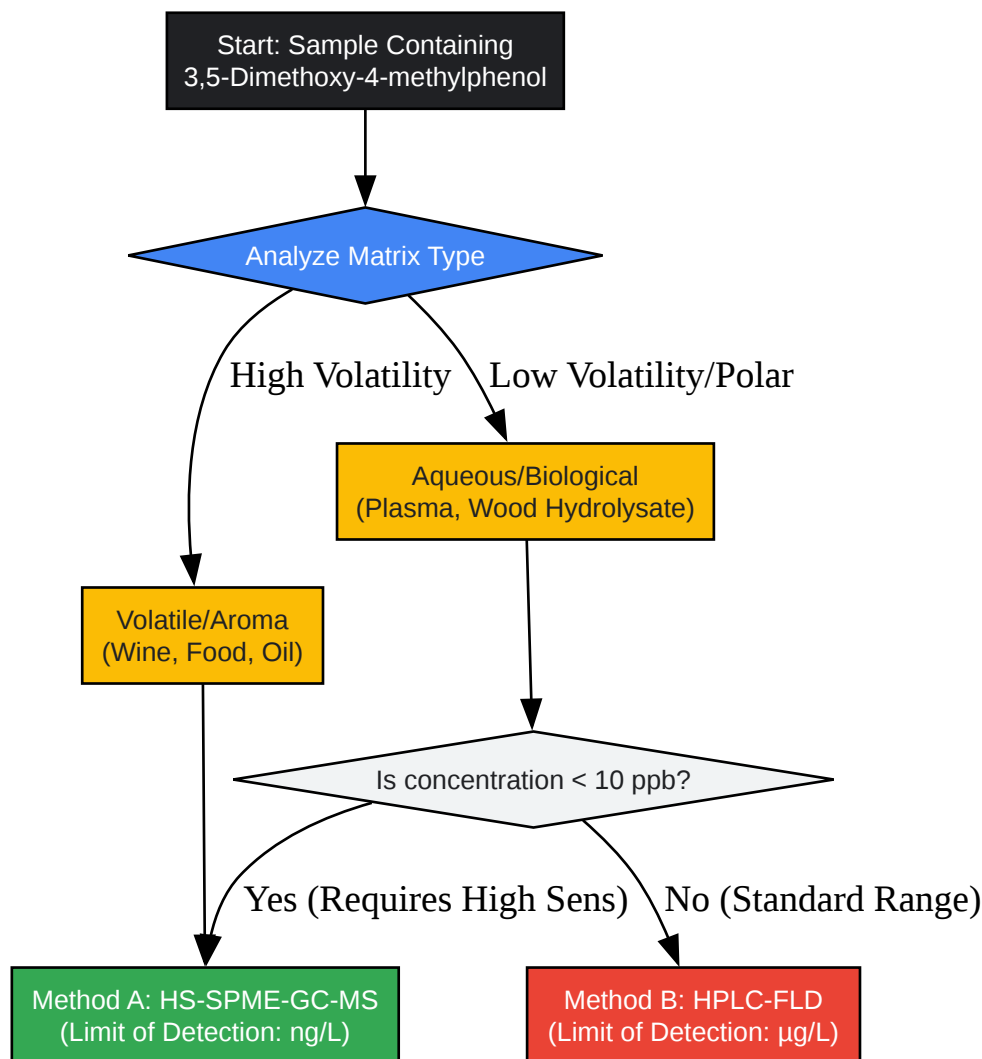 Start: Sample Containing
3,5-Dimethoxy-4-methylphenol
Analyze Matrix Type
High Volatility
Low Volatility/Polar
Aqueous/Biological
(Plasma, Wood Hydrolysate)
Volatile/Aroma
(Wine, Food, Oil)
Is concentration < 10 ppb?
Yes (Requires High Sens)
No (Standard Range)
Method A: HS-SPME-GC-MS
(Limit of Detection: ng/L)
Method B: HPLC-FLD
(Limit of Detection: µg/L)